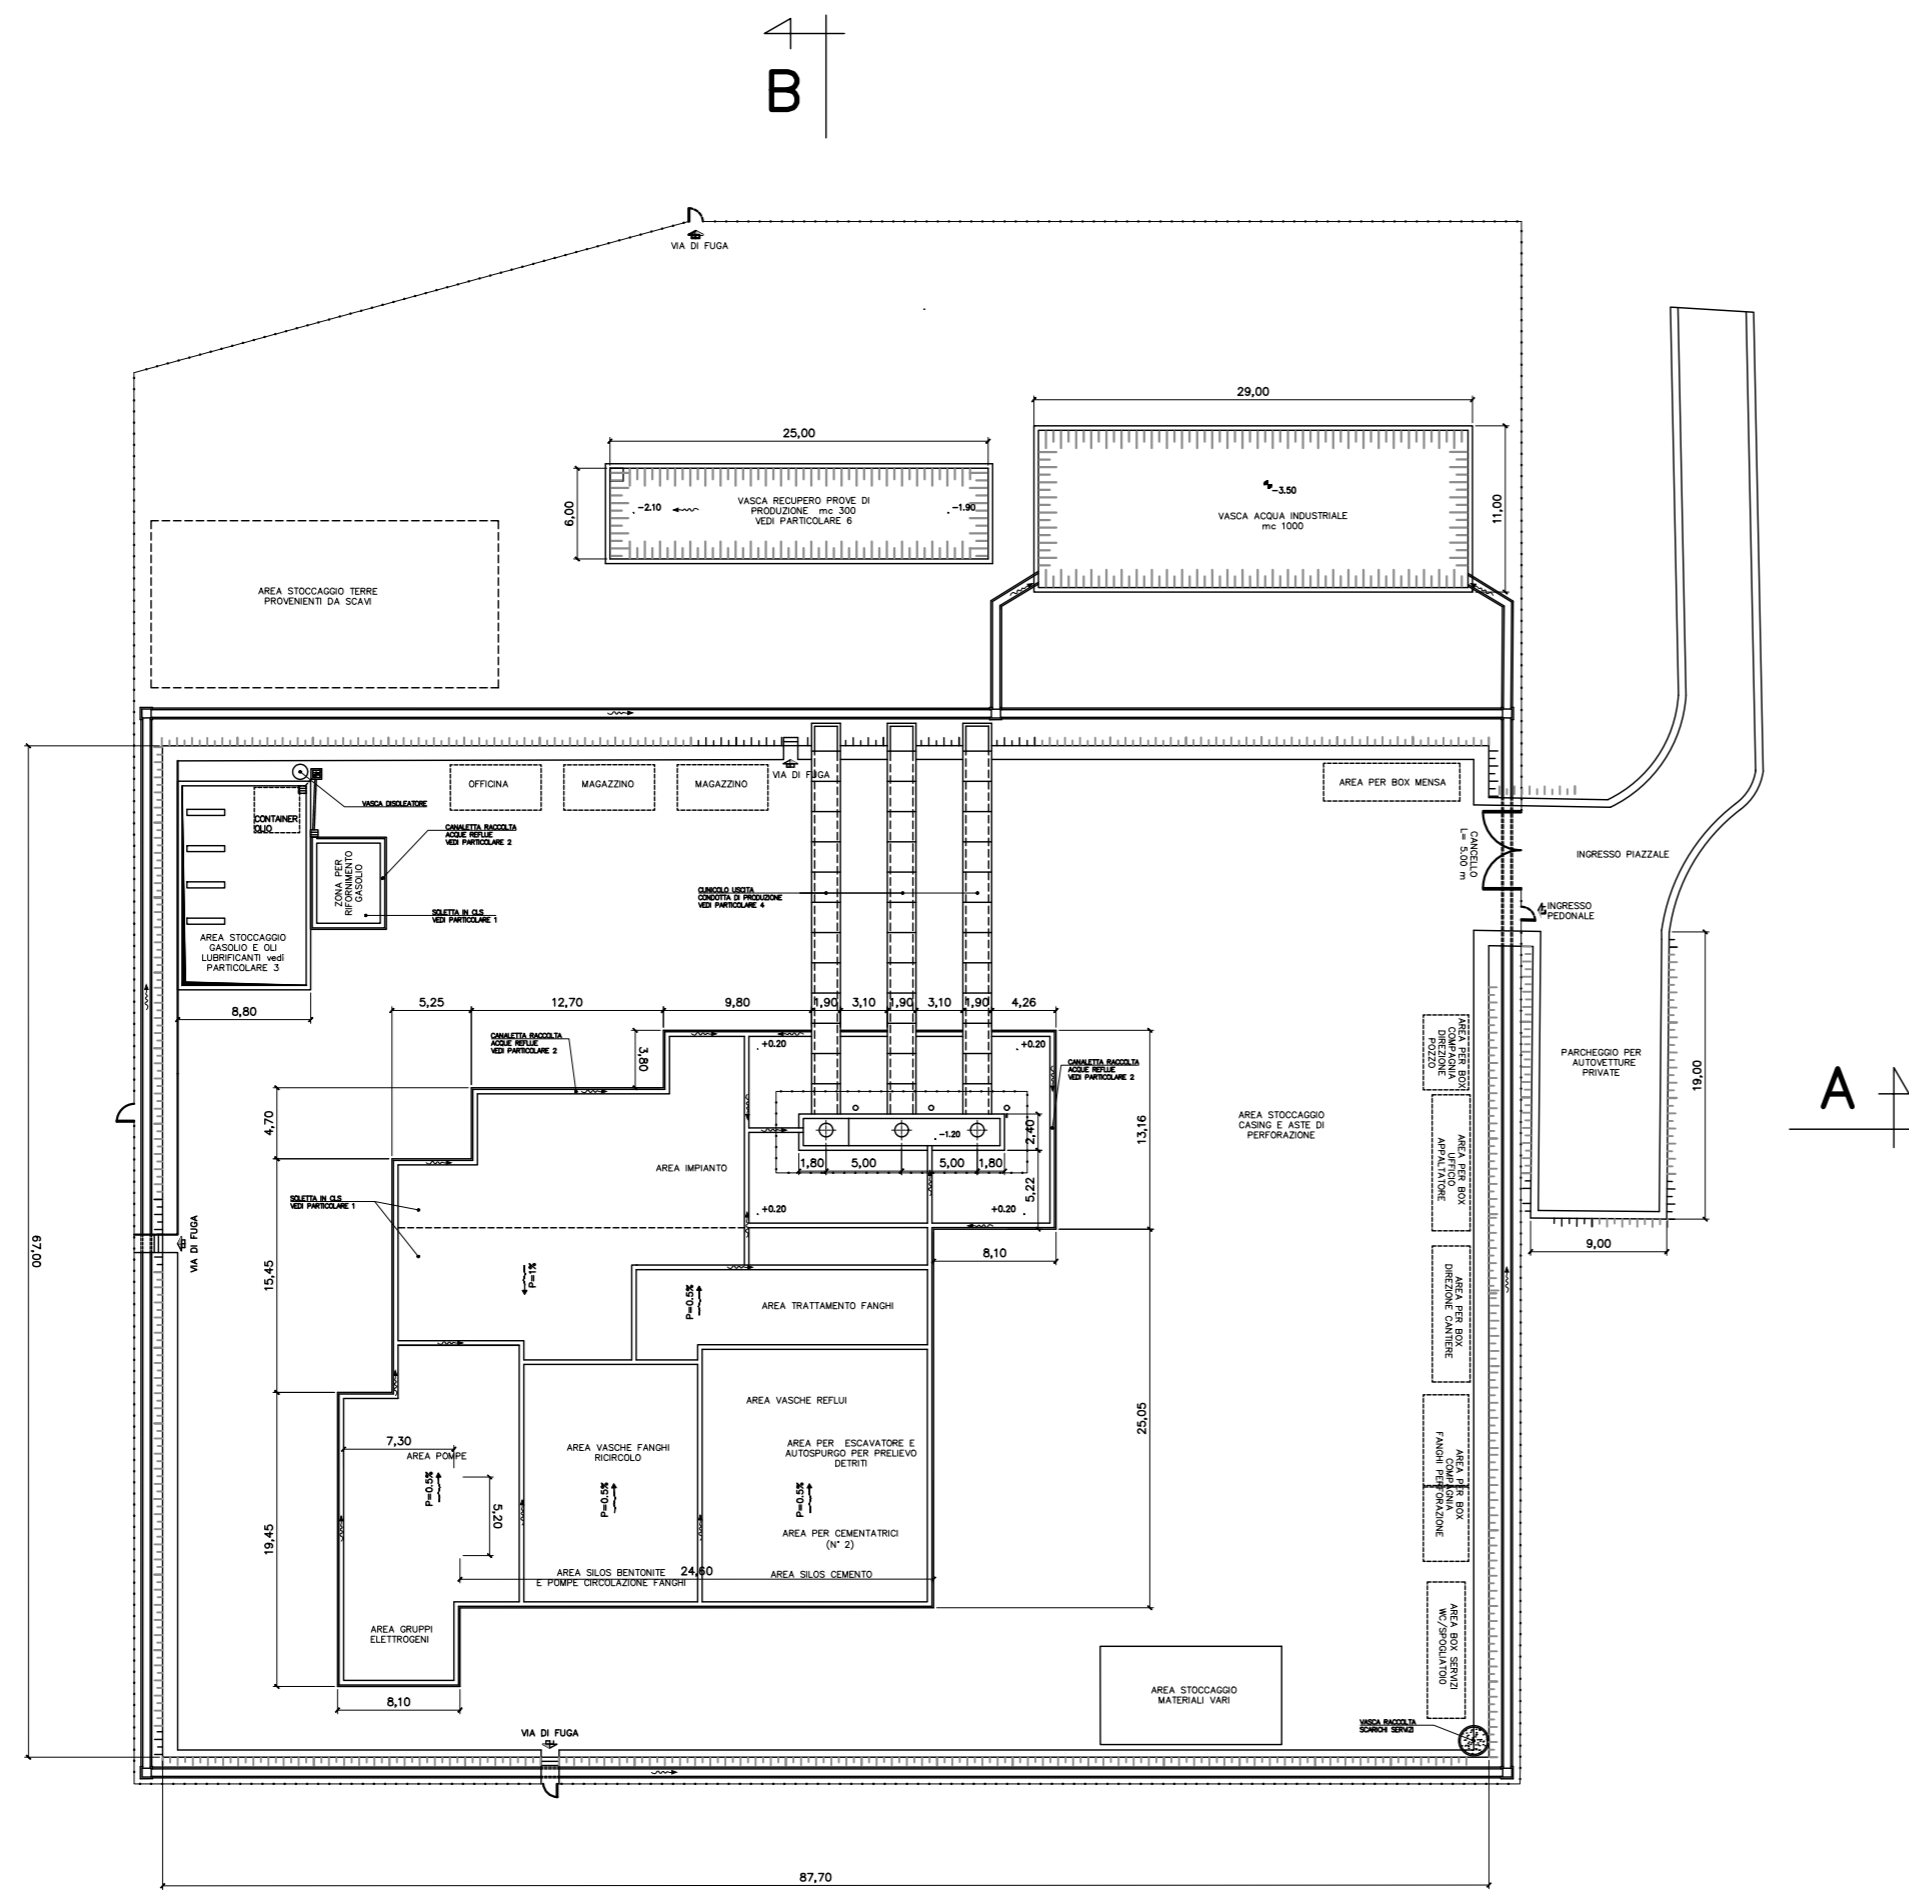 B
VIA DI FUGA
29,00
25,00
6,00
-2.10
VASCA RECUPERO PROVE DI
PRODUZIONE mc 300
VEDI PARTICOLARE 6
-1.90
-3.50
VASCA ACQUA INDUSTRIALE
mc 1000
11,00
AREA STOCCAGGIO TERRE
PROVENIENTI DA SCAVI
OFFICINA
MAGAZZINO
MAGAZZINO
VIA DI FUGA
AREA PER BOX MENSA
VASCA DISOLEATORE
CONTAINER
OLIO
CANALETTA RACCOLTA
ACQUE REFLUE
VEDI PARTICOLARE 2
ZONA PER
RIFORNIMENTO
GASOLIO
SOLETTA IN CLS
VEDI PARTICOLARE 1
AREA STOCCAGGIO
GASOLIO E OLI
LUBRIFICANTI vedi
PARTICOLARE 3
8,80
CUNICOLO USCITA
CONDOTTA DI PRODUZIONE
VEDI PARTICOLARE 4
CANCELLO
L= 5.00 m
INGRESSO PIAZZALE
INGRESSO
PEDONALE
5,25
12,70
9,80
1,90
3,10
1,90
3,10
1,90
4,26
CANALETTA RACCOLTA
ACQUE REFLUE
VEDI PARTICOLARE 2
3,80
+0.20
+0.20
CANALETTA RACCOLTA
ACQUE REFLUE
VEDI PARTICOLARE 2
4,70
13,16
AREA IMPIANTO
-1.20
2,40
1,80
5,00
5,00
1,80
5,22
+0.20
+0.20
SOLETTA IN CLS
VEDI PARTICOLARE 1
AREA STOCCAGGIO
CASING E ASTE DI
PERFORAZIONE
AREA PER BOX
COMPAGNIA
DIREZIONE
POZZO
PARCHEGGIO PER
AUTOVETTURE
PRIVATE
19,00
9,00
A
AREA PER BOX
UFFICIO
APPALTATORE
67,00
VIA DI FUGA
15,45
P=1%
P=0.5%
8,10
AREA TRATTAMENTO FANGHI
AREA PER BOX
DIREZIONE CANTIERE
25,05
AREA VASCHE REFLUI
7,30
AREA POMPE
P=0.5%
5,20
AREA VASCHE FANGHI
RICIRCOLO
P=0.5%
AREA PER ESCAVATORE E
AUTOSPURGO PER PRELIEVO
DETRITI
P=0.5%
AREA PER BOX
COMPAGNIA
FANGHI PERFORAZIONE
19,45
AREA PER CEMENTATRICI
(N° 2)
AREA SILOS BENTONITE
E POMPE CIRCOLAZIONE FANGHI
24,60
AREA SILOS CEMENTO
AREA GRUPPI
ELETTROGENI
8,10
AREA BOX SERVIZI
WC/SPOGLIATOIO
AREA STOCCAGGIO
MATERIALI VARI
VASCA RACCOLTA
SCARICHI SERVIZI
VIA DI FUGA
87,70